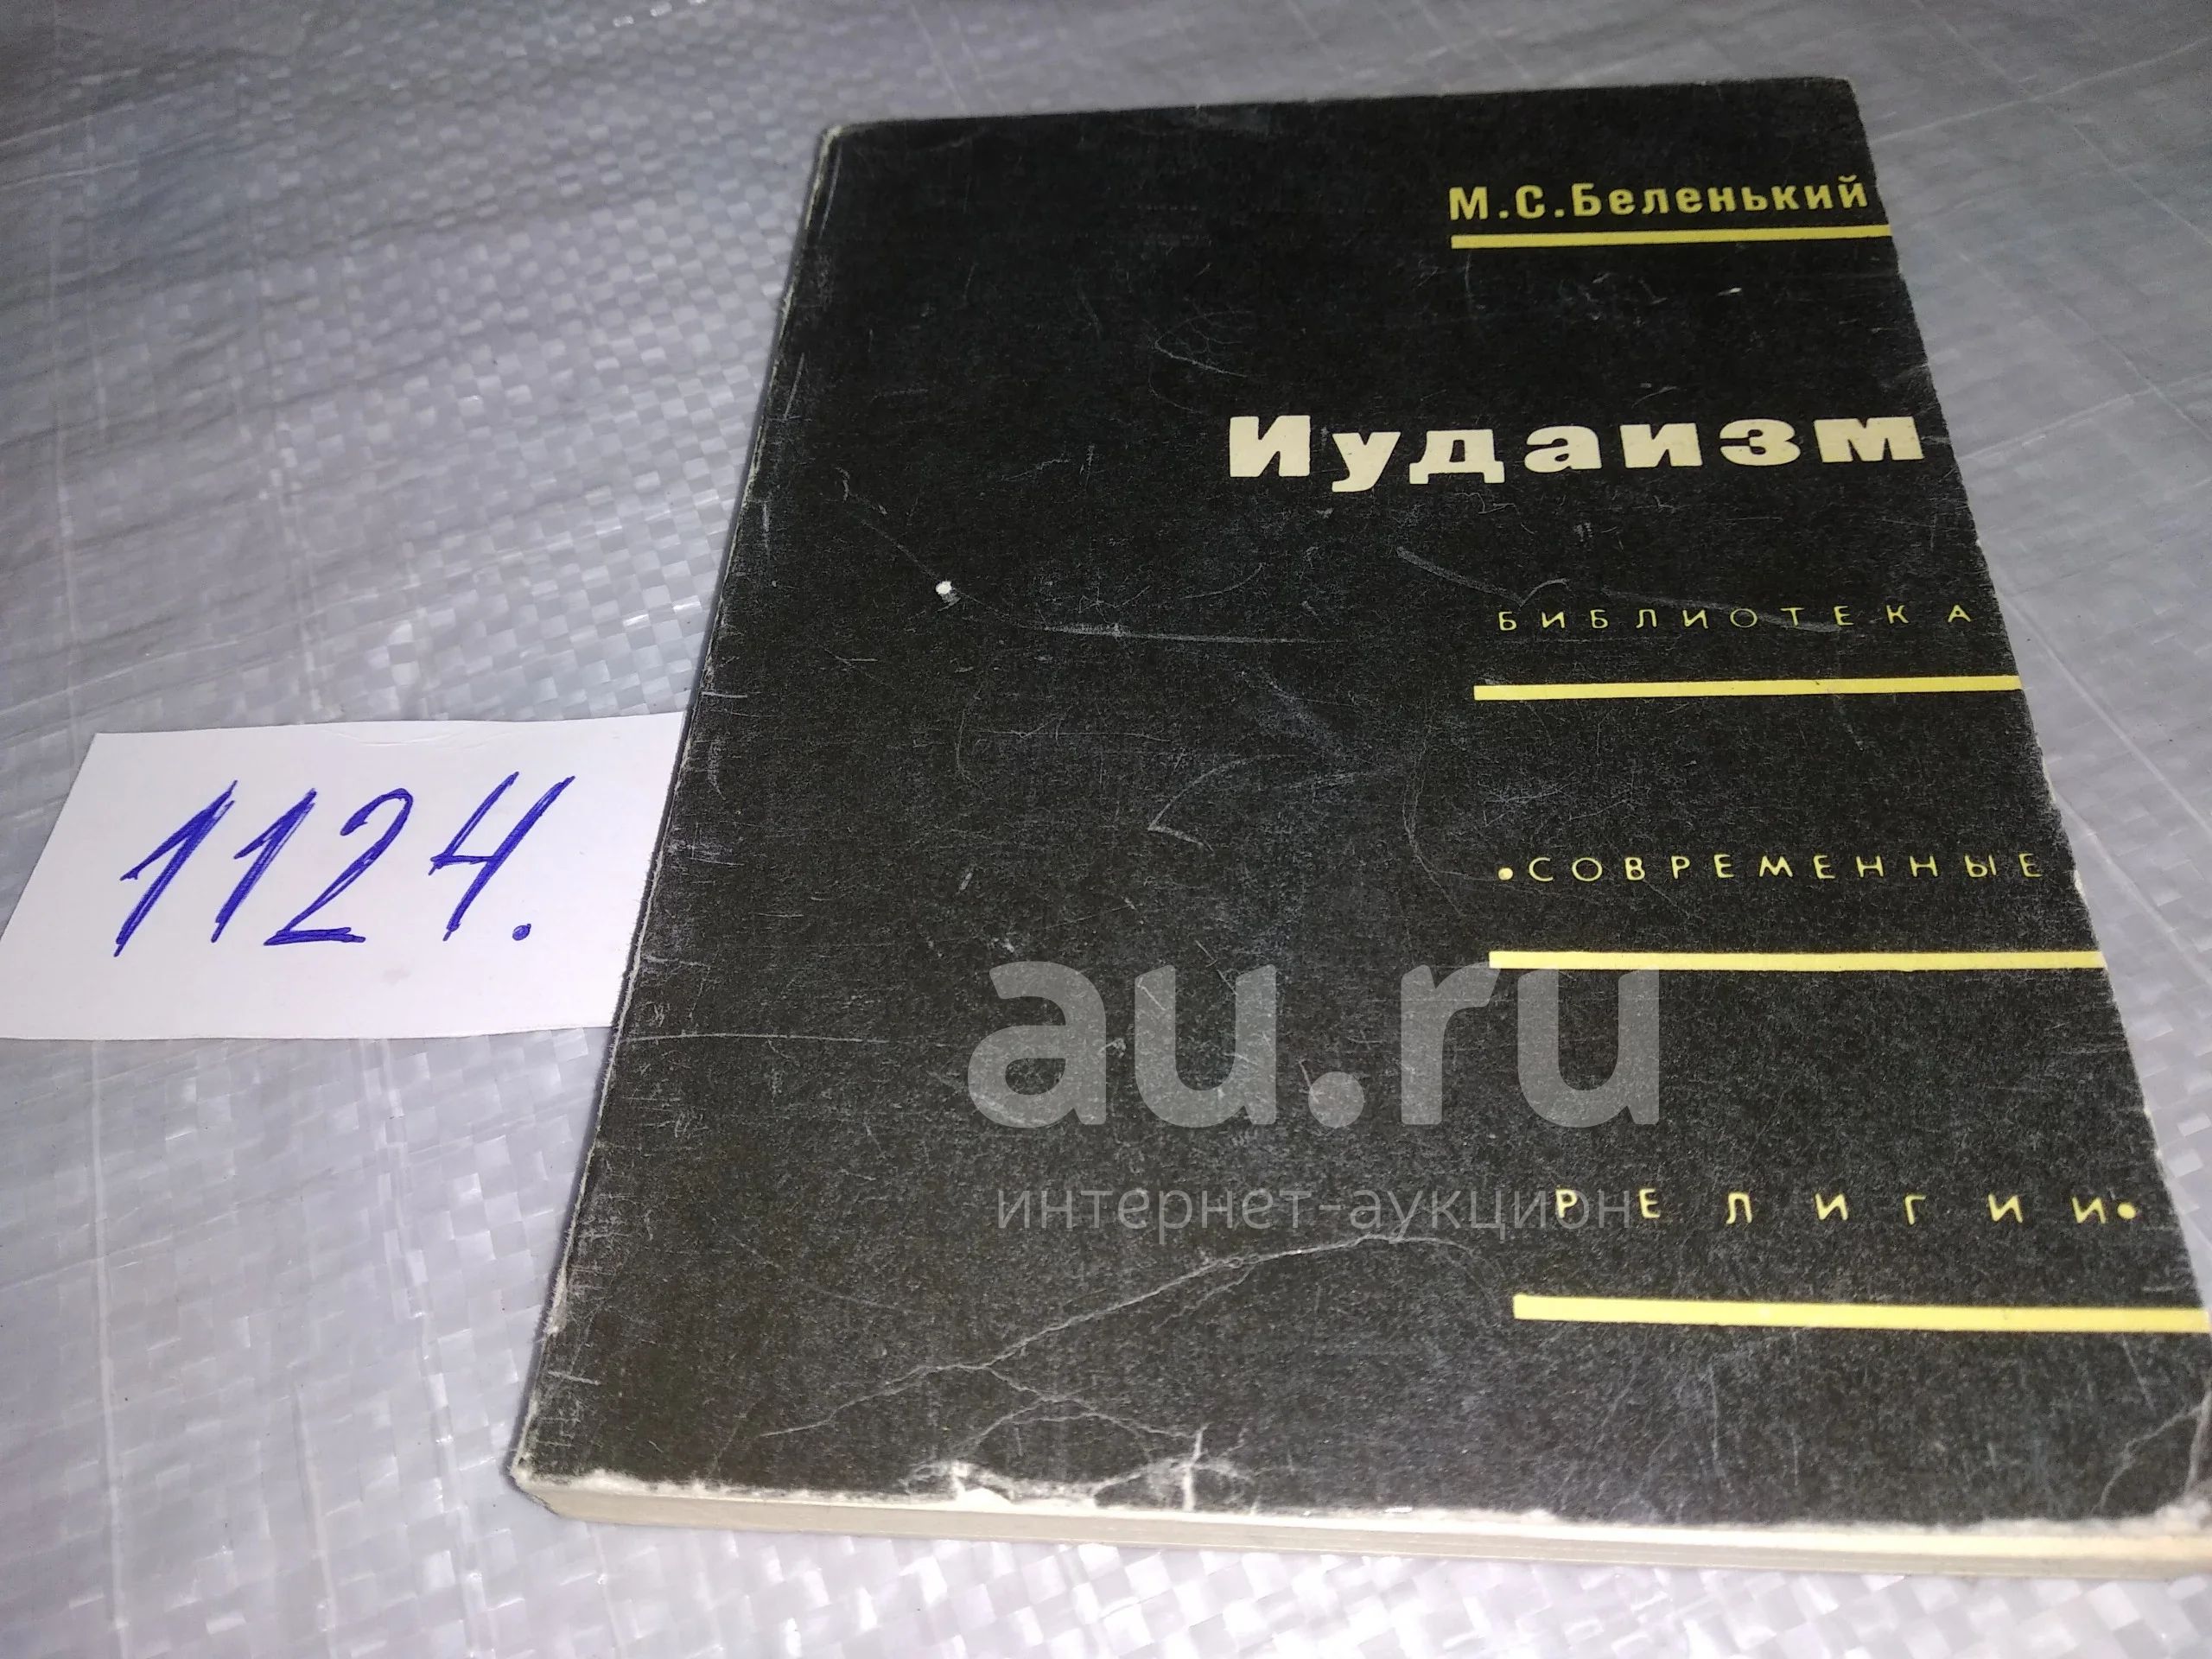 М.С.Беленький
Иудаизм
БИБЛИОТЕКА
•СОВРЕМЕННЫЕ
РЕЛИГИИ•
1124.
au.ru
интернет-аукцион